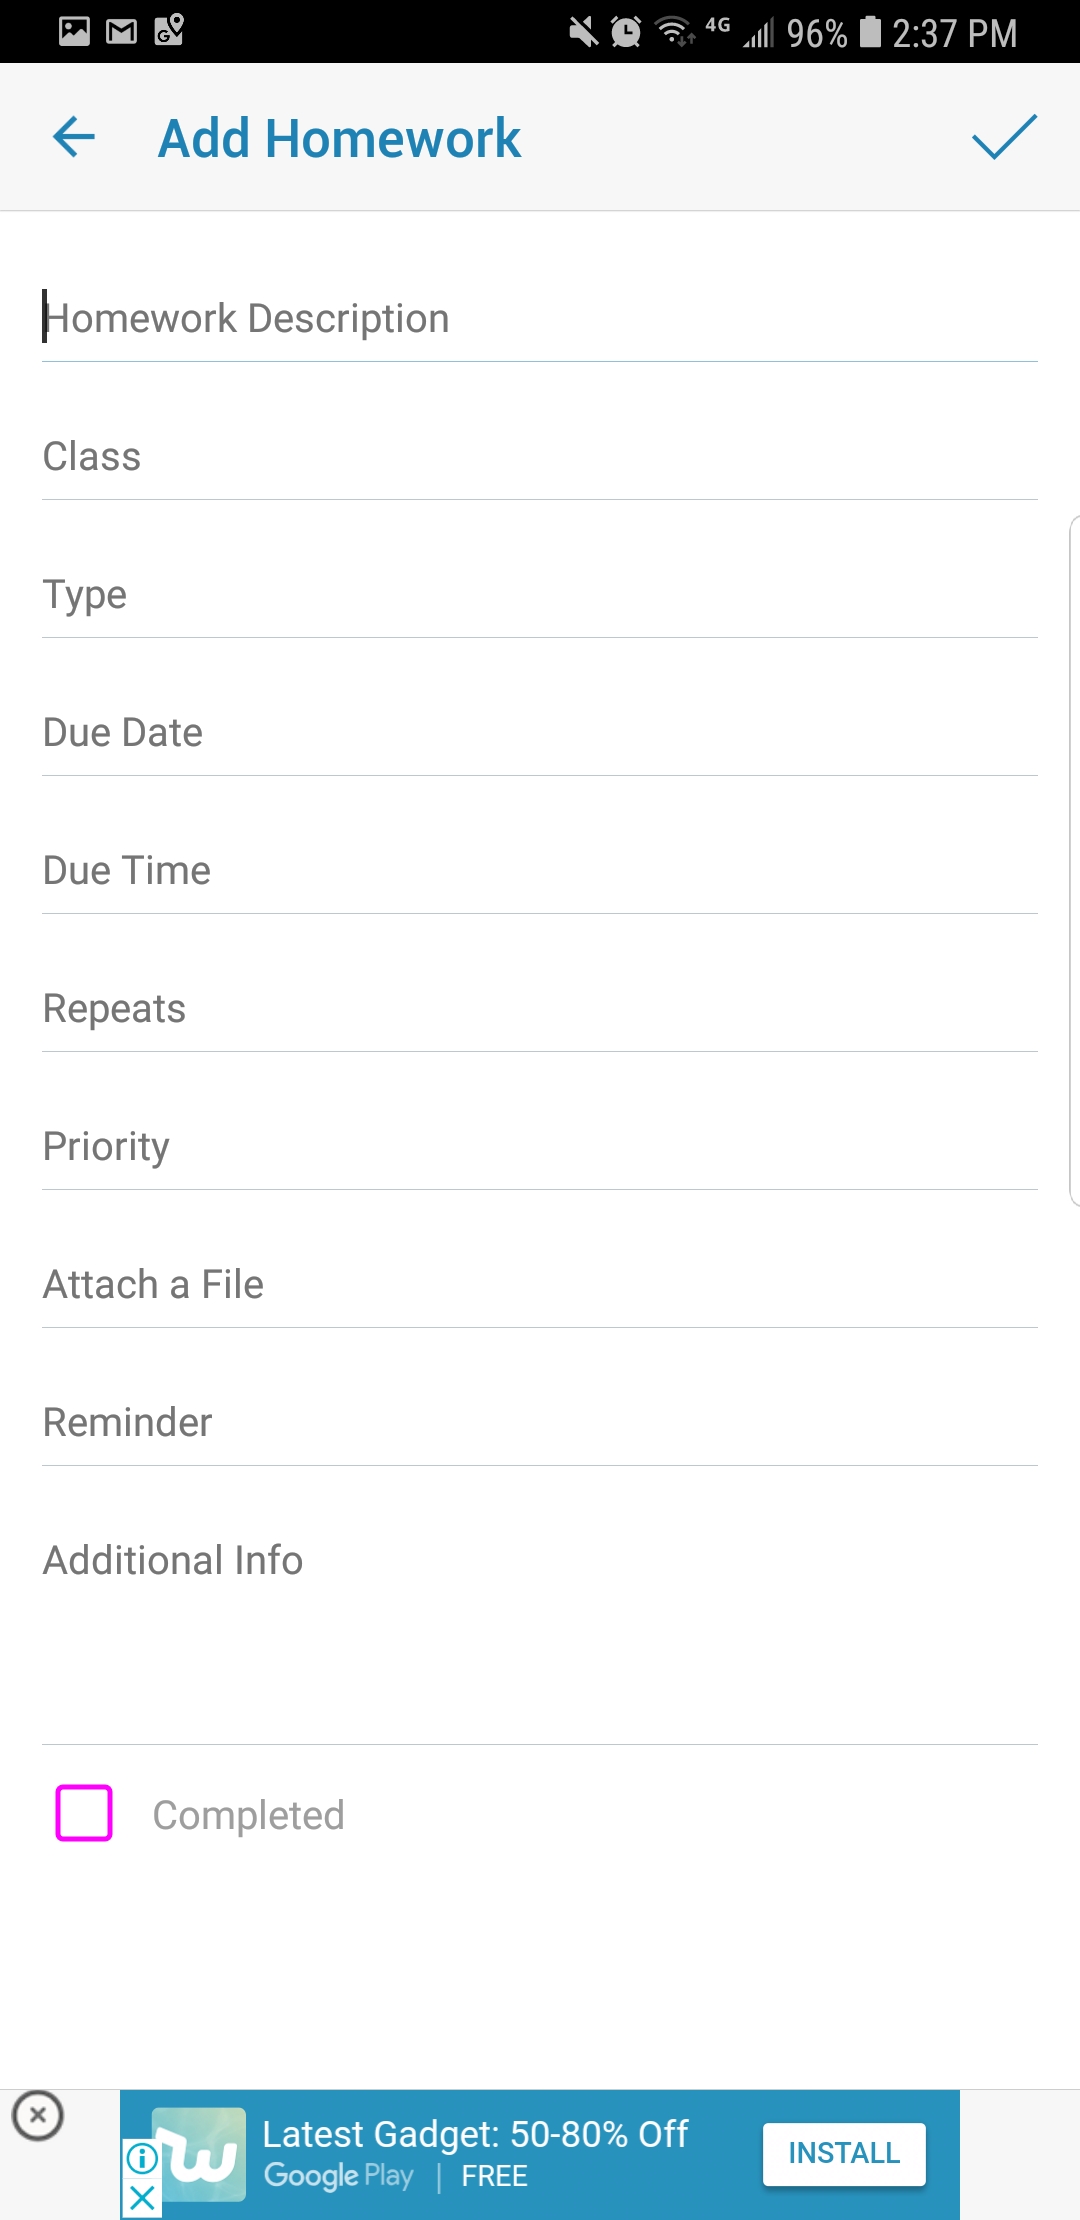 4G 96% 2:37 PM
Add Homework
Homework Description
Class
Type
Due Date
Due Time
Repeats
Priority
Attach a File
Reminder
Additional Info
Completed
Latest Gadget: 50-80% Off
Google Play | FREE
INSTALL